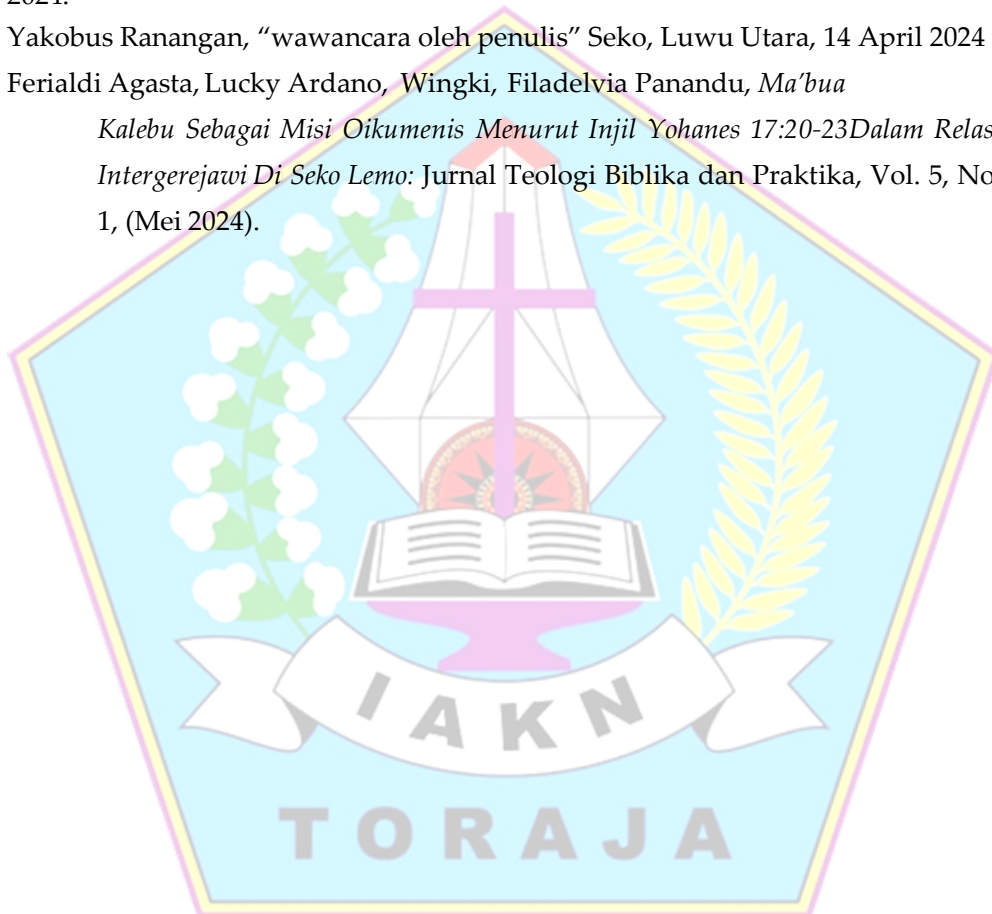 2024.
Yakobus Ranangan, “wawancara oleh penulis” Seko, Luwu Utara, 14 April 2024
Ferialdi Agasta, Lucky Ardano, Wingki, Filadelvia Panandu, Ma’bua
Kalebu Sebagai Misi Oikumenis Menurut Injil Yohanes 17:20-23Dalam Relas
Intergerejawi Di Seko Lemo: Jurnal Teologi Biblika dan Praktika, Vol. 5, No
1, (Mei 2024).
IAKN
TORAJA